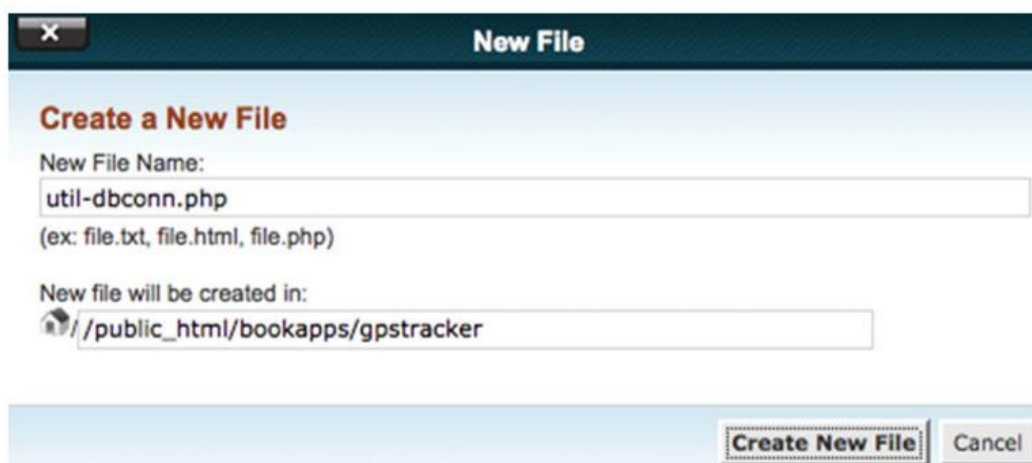 x
New File
Create a New File
New File Name:
util-dbconn.php
(ex: file.txt, file.html, file.php)
New file will be created in:
/ /public_html/bookapps/gpstracker
Create New File Cancel